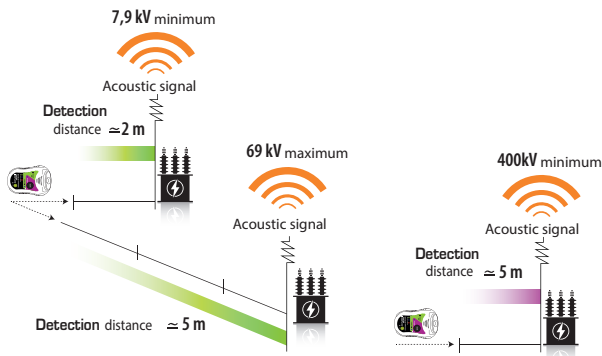 7,9 kV minimum
Acoustic signal
Detection
distance ≃2 m
69 kV maximum
Acoustic signal
Detection distance ≃ 5 m
400kV minimum
Acoustic signal
Detection
distance ≃ 5 m